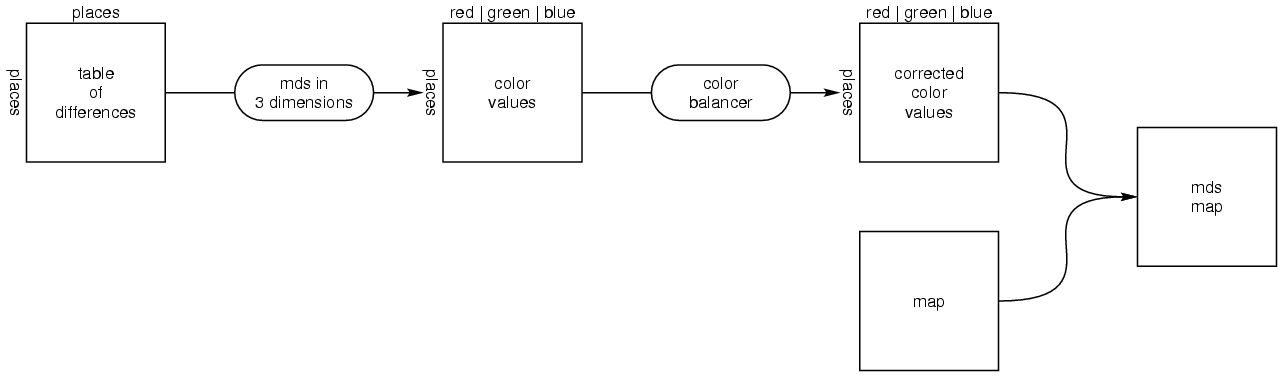 places
places
table
of
differences
mds in
3 dimensions
red | green | blue
places
color
values
color
balancer
red | green | blue
places
corrected
color
values
mds
map
map